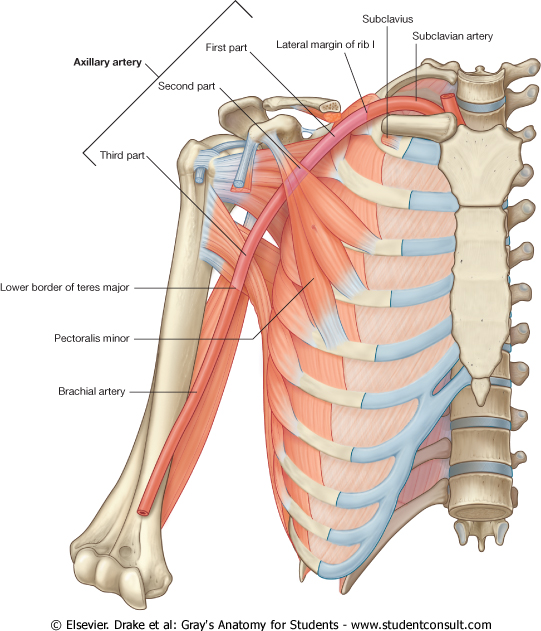 Subclavius
Subclavian artery
First part
Lateral margin of rib I
Axillary artery
Second part
Third part
Lower border of teres major
Pectoralis minor
Brachial artery
© Elsevier. Drake et al: Gray's Anatomy for Students - www.studentconsult.com